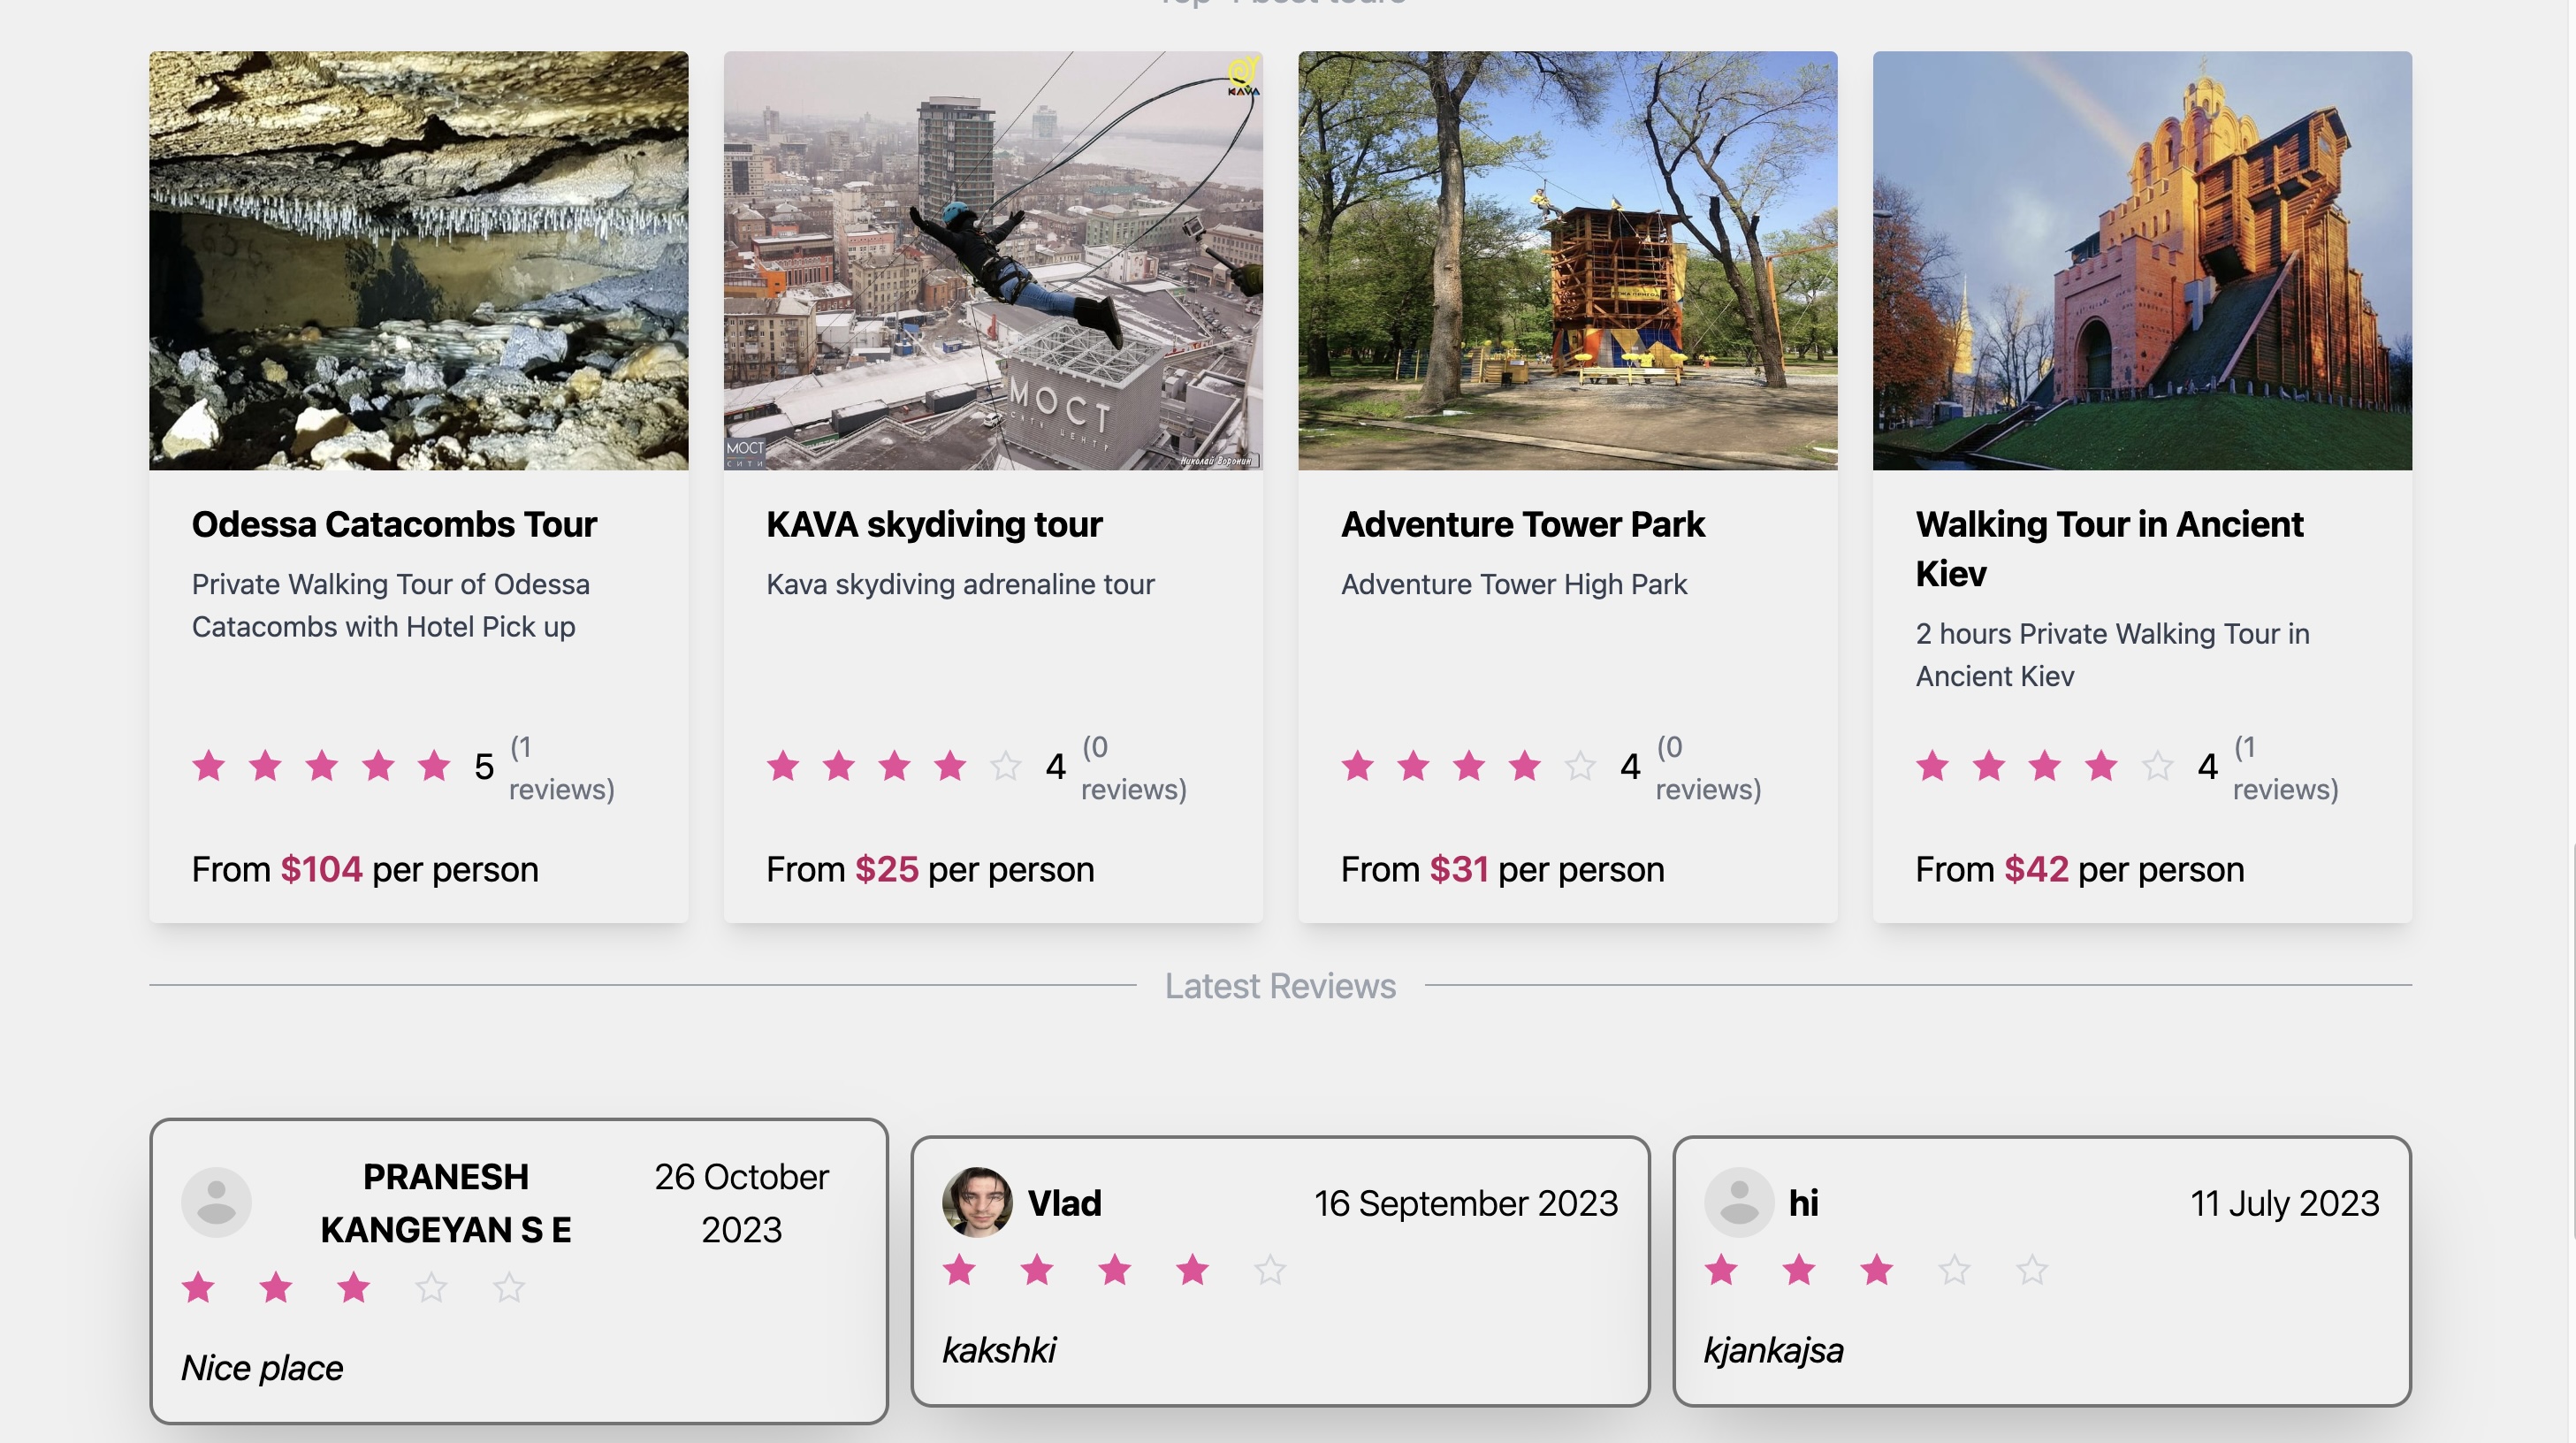 Top-4 best tours
KAVA
МОСТ
СИТИ ЦЕНТР
МОСТ
СИТИ
Николай Воронин
Odessa Catacombs Tour
Private Walking Tour of Odessa
Catacombs with Hotel Pick up
5
(1
reviews)
From $104 per person
KAVA skydiving tour
Kava skydiving adrenaline tour
4
(0
reviews)
From $25 per person
Adventure Tower Park
Adventure Tower High Park
4
(0
reviews)
From $31 per person
Walking Tour in Ancient
Kiev
2 hours Private Walking Tour in
Ancient Kiev
4
(1
reviews)
From $42 per person
Latest Reviews
PRANESH
KANGEYAN S E
26 October
2023
Nice place
Vlad
16 September 2023
kakshki
hi
11 July 2023
kjankajsa